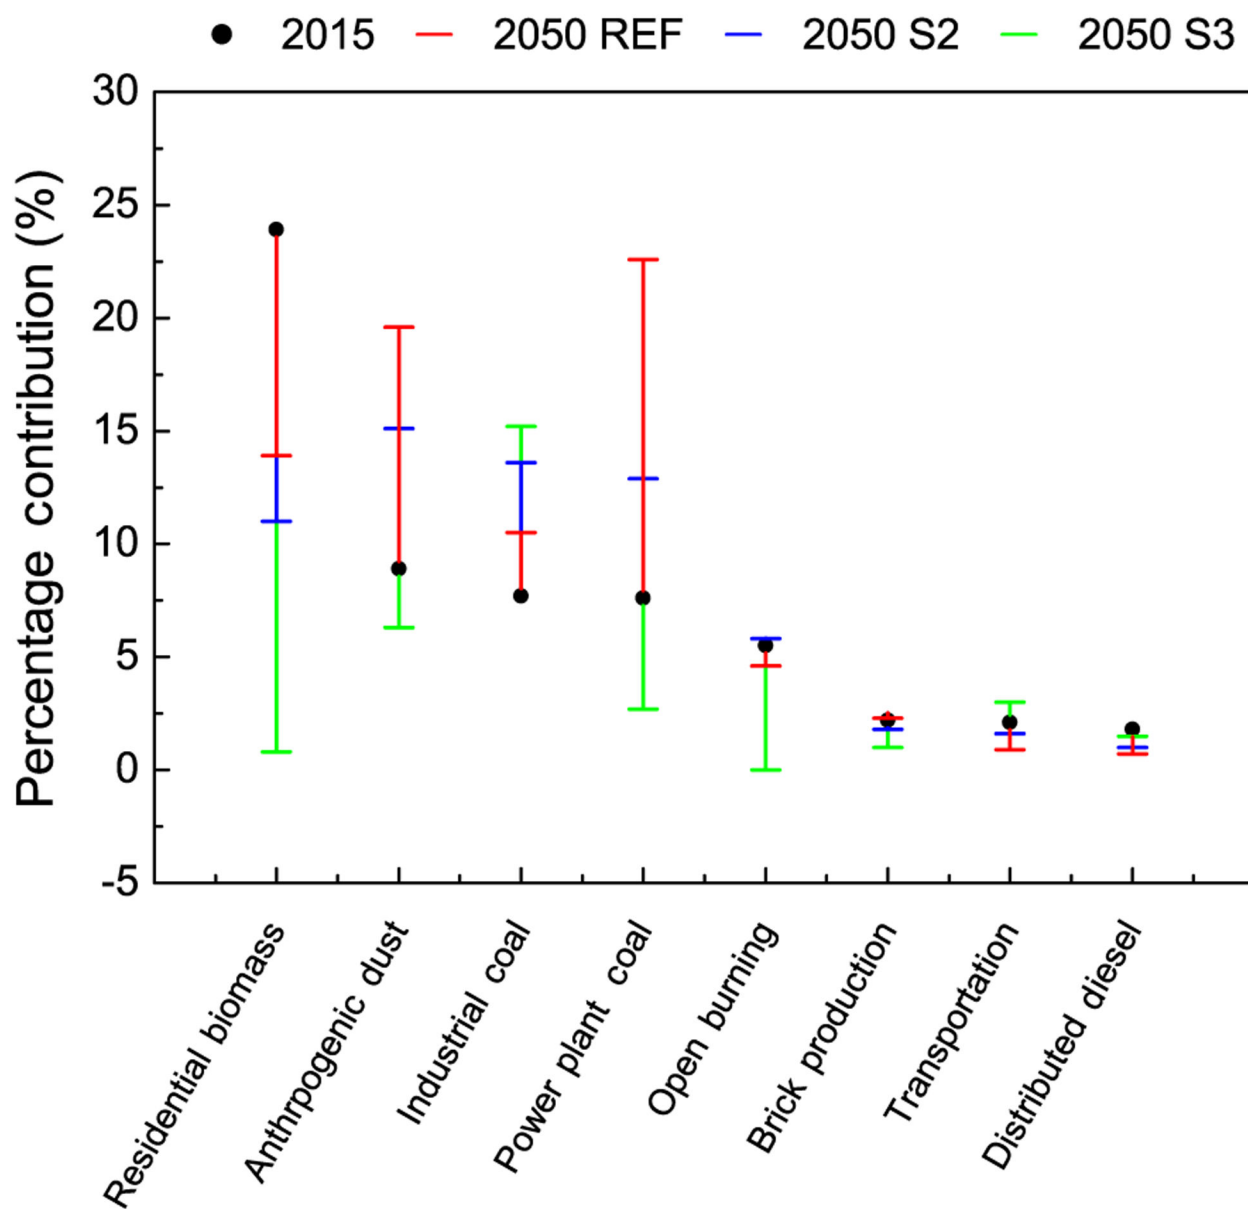 2015 2050 REF 2050 S2 2050 S3
Percentage contribution (%)
30
25
20
15
10
5
0
-5
Residential biomass
Anthrpogenic dust
Industrial coal
Power plant coal
Open burning
Brick production
Transportation
Distributed diesel